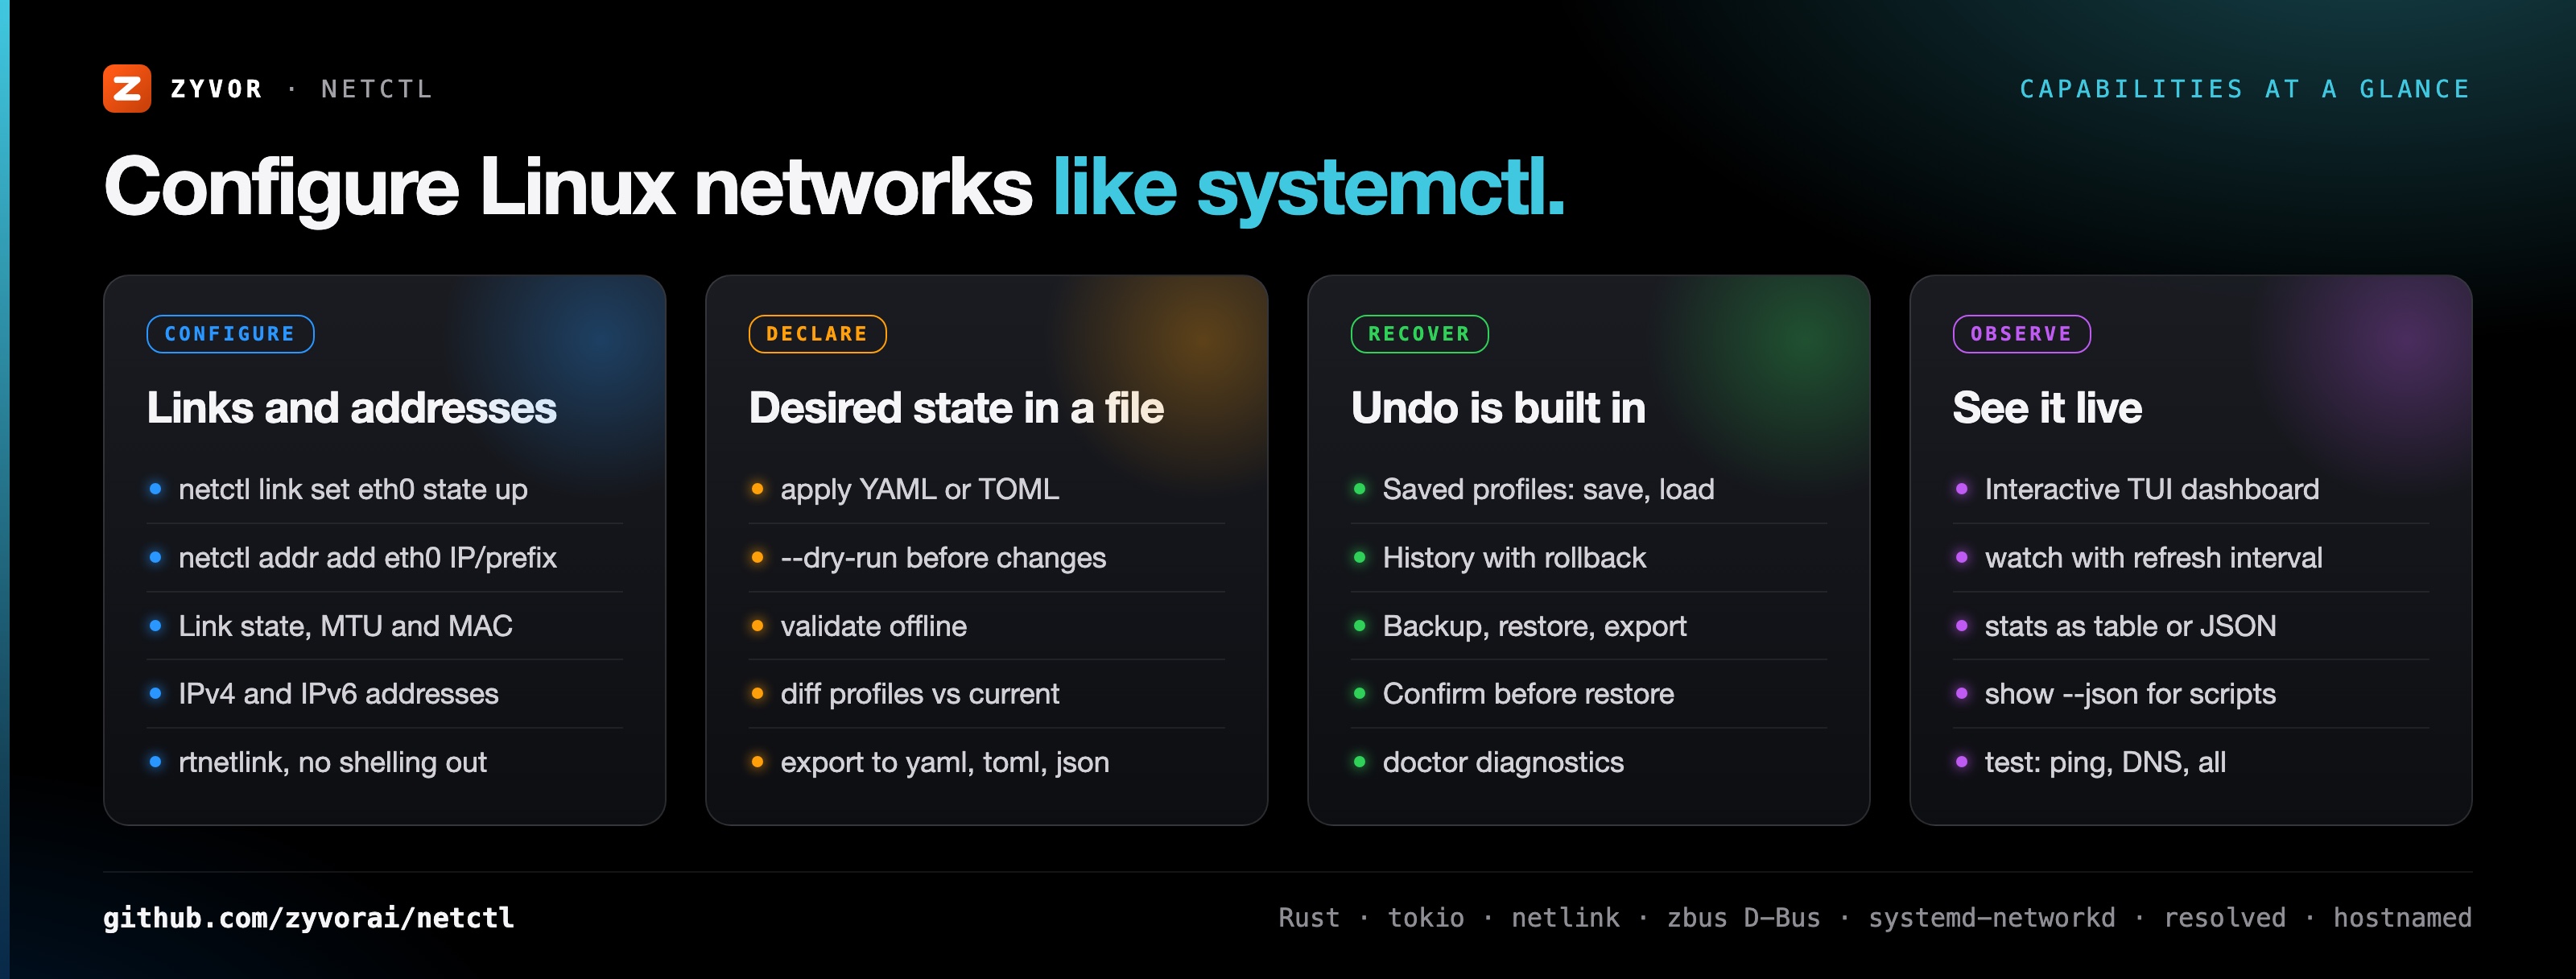 ZYVOR · NETCTL
CAPABILITIES AT A GLANCE
Configure Linux networks like systemctl.
CONFIGURE
Links and addresses
netctl link set eth0 state up
netctl addr add eth0 IP/prefix
Link state, MTU and MAC
IPv4 and IPv6 addresses
rtnetlink, no shelling out
DECLARE
Desired state in a file
apply YAML or TOML
--dry-run before changes
validate offline
diff profiles vs current
export to yaml, toml, json
RECOVER
Undo is built in
Saved profiles: save, load
History with rollback
Backup, restore, export
Confirm before restore
doctor diagnostics
OBSERVE
See it live
Interactive TUI dashboard
watch with refresh interval
stats as table or JSON
show --json for scripts
test: ping, DNS, all
github.com/zyvorai/netctl
Rust · tokio · netlink · zbus D-Bus · systemd-networkd · resolved · hostnamed